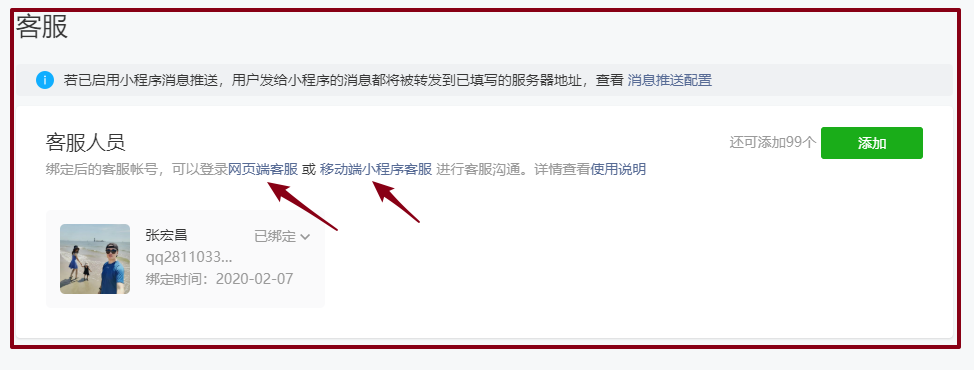 客服
若已启用小程序消息推送，用户发给小程序的消息都将被转发到已填写的服务器地址，查看 消息推送配置
客服人员
还可添加99个 添加
绑定后的客服帐号，可以登录网页端客服 或 移动端小程序客服 进行客服沟通。详情查看使用说明
张宏昌 已绑定
qq2811033...
绑定时间：2020-02-07